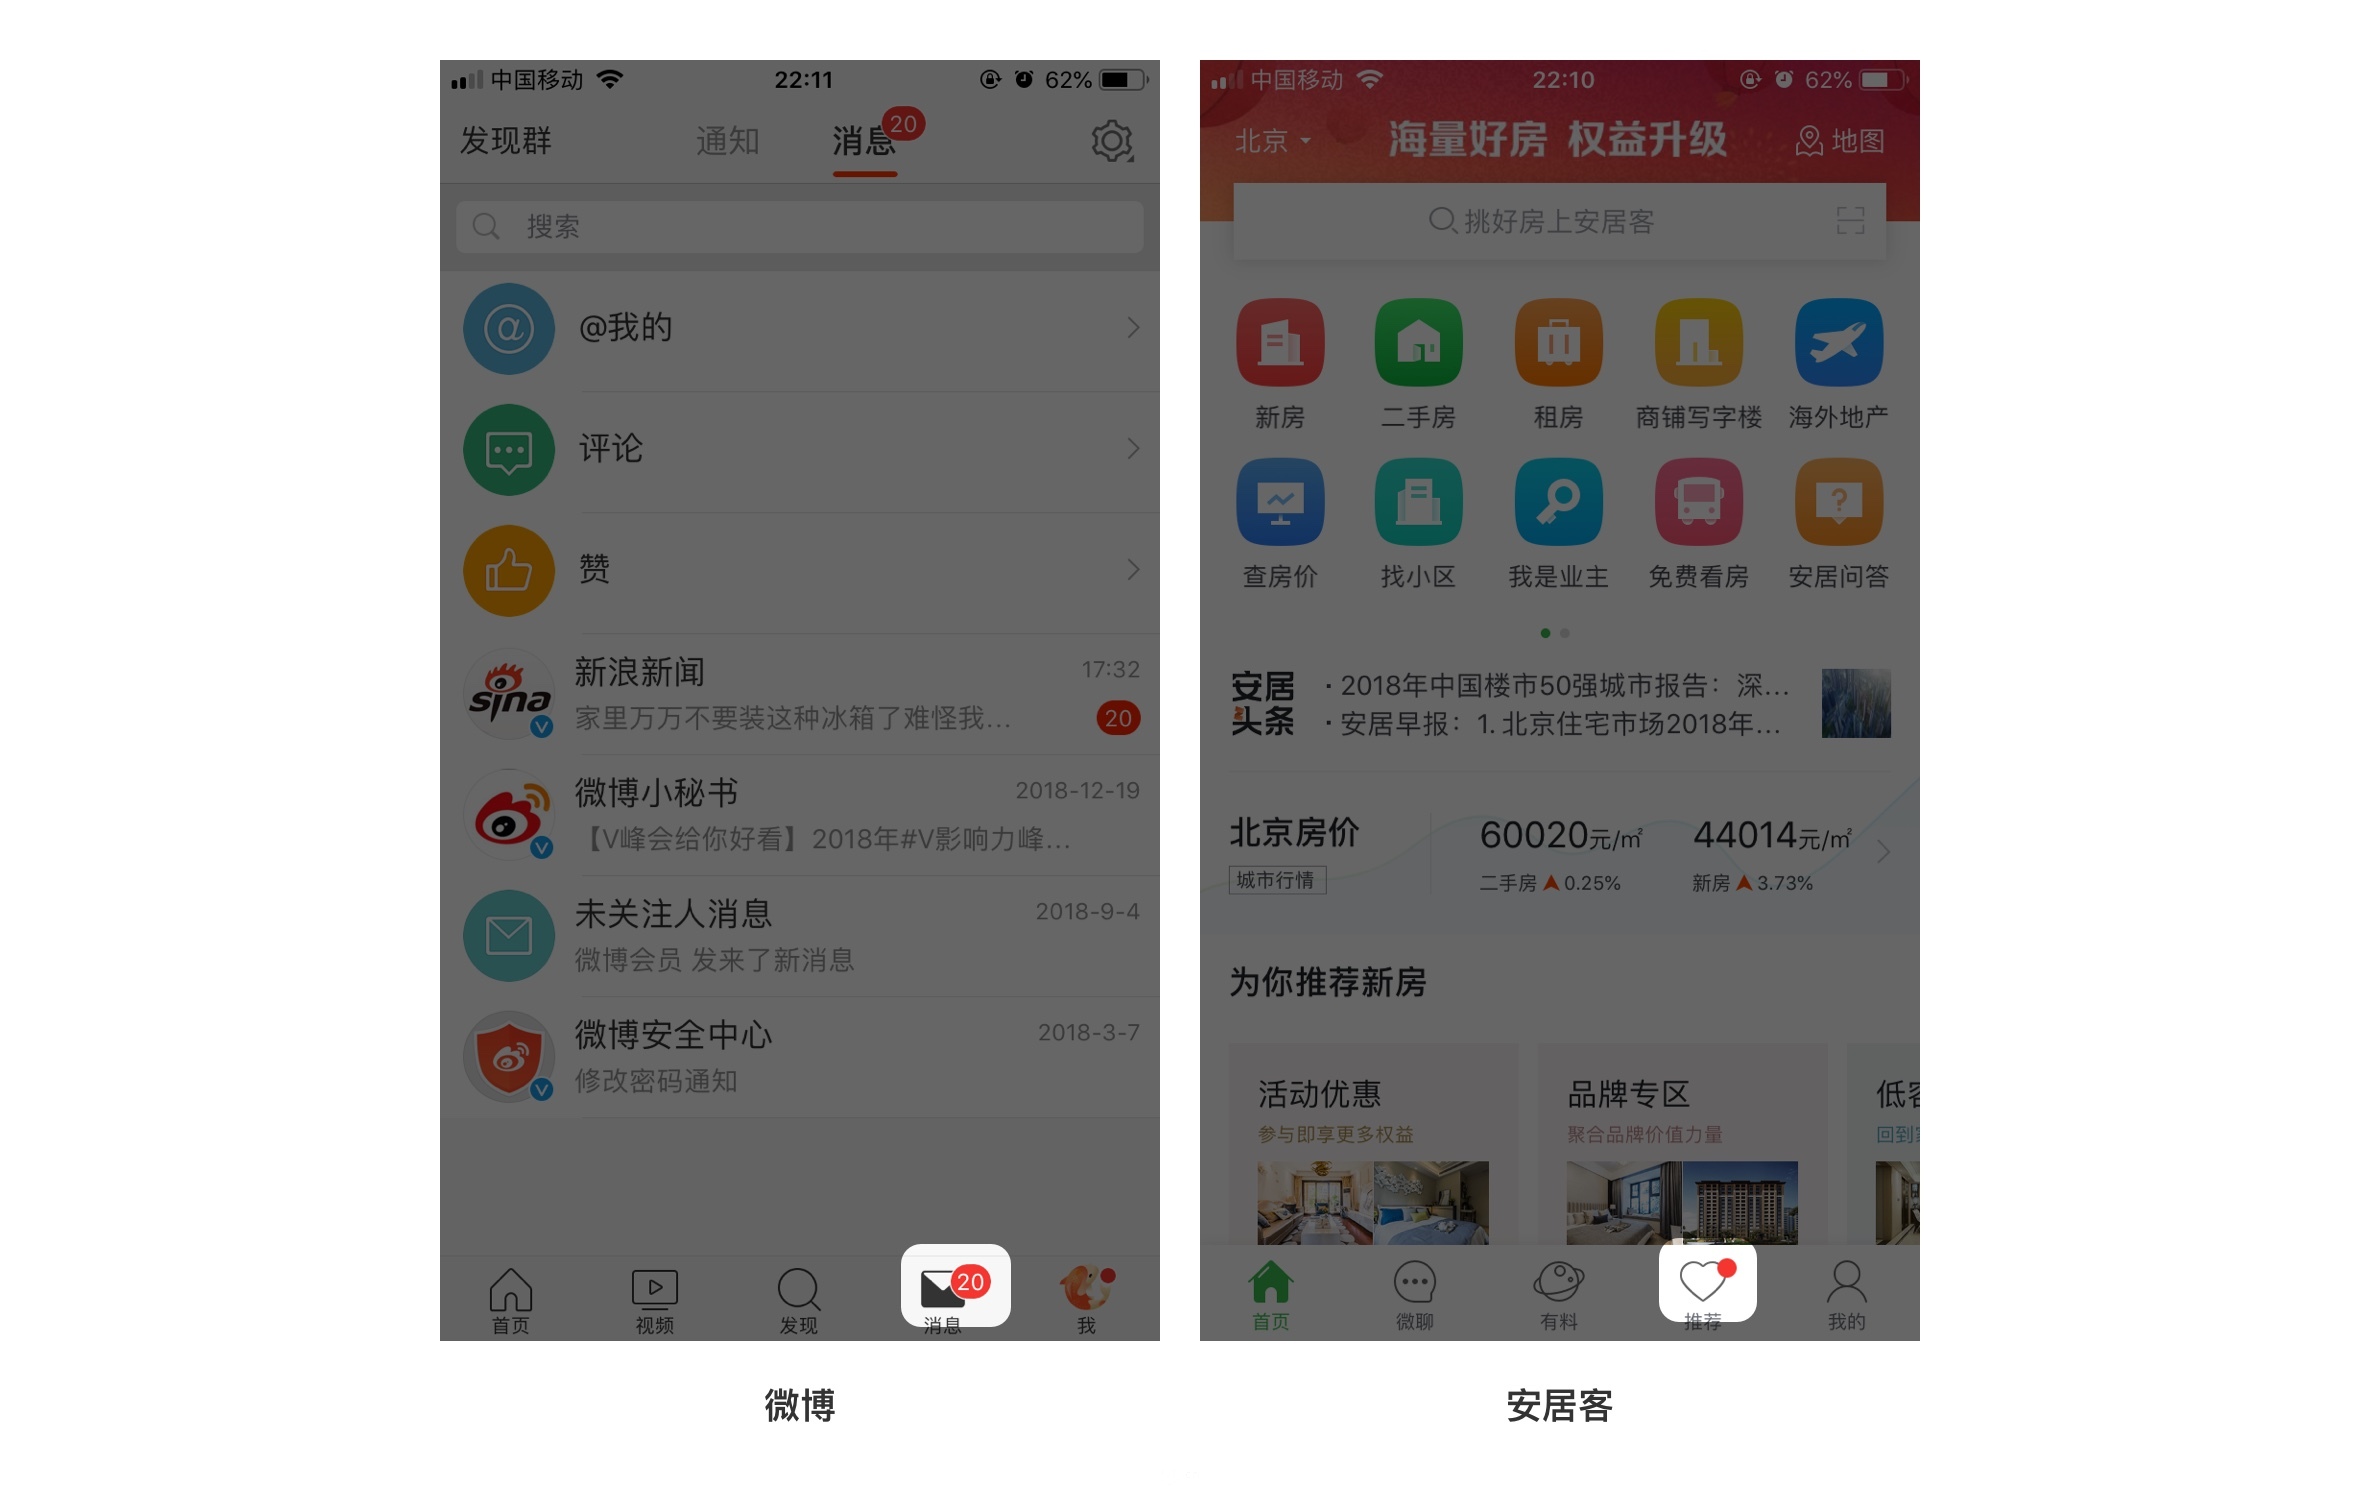 中国移动 22:11 62%
发现群 通知 消息 20
搜索
@我的
评论
赞
sina 新浪新闻 17:32
家里万万不要装这种冰箱了难怪我... 20
微博小秘书 2018-12-19
【V峰会给你好看】2018年#V影响力峰...
未关注人消息 2018-9-4
微博会员 发来了新消息
微博安全中心 2018-3-7
修改密码通知
20
首页 视频 发现 消息 我
微博
中国移动 22:10 62%
北京 海量好房 权益升级 地图
挑好房上安居客
新房 二手房 租房 商铺写字楼 海外地产
查房价 找小区 我是业主 免费看房 安居问答
安居头条
· 2018年中国楼市50强城市报告：深...
· 安居早报：1. 北京住宅市场2018年...
北京房价 60020元/㎡ 44014元/㎡
城市行情 二手房 0.25% 新房 3.73%
为你推荐新房
活动优惠 品牌专区 低
参与即享更多权益 聚合品牌价值力量 回到
首页 微聊 有料 推荐 我的
安居客